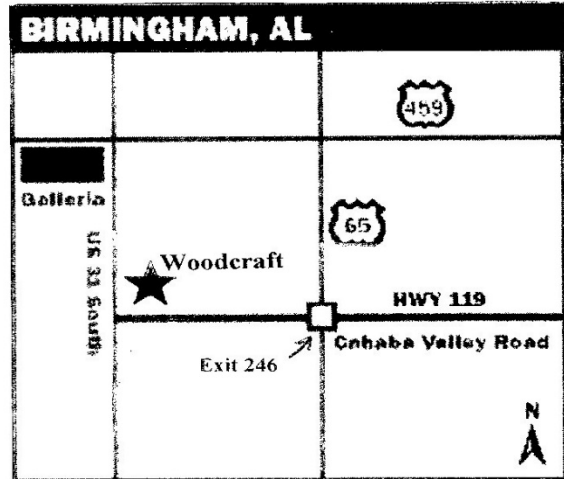 BIRMINGHAM, AL
459
Galleria
65
US 31 South
Woodcraft
HWY 119
Cahaba Valley Road
Exit 246
N